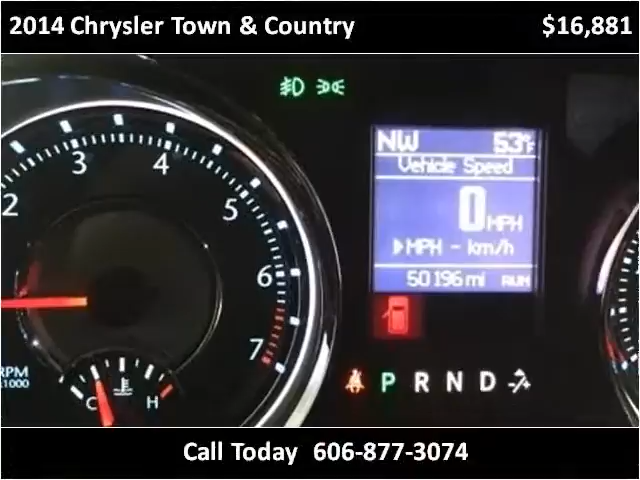 2014 Chrysler Town & Country $16,881
NW 53°F
Vehicle Speed
0 MPH
MPH - km/h
50196 mi RUN
2 3 4 5 6 7
RPM
x1000
C H
P R N D
Call Today 606-877-3074